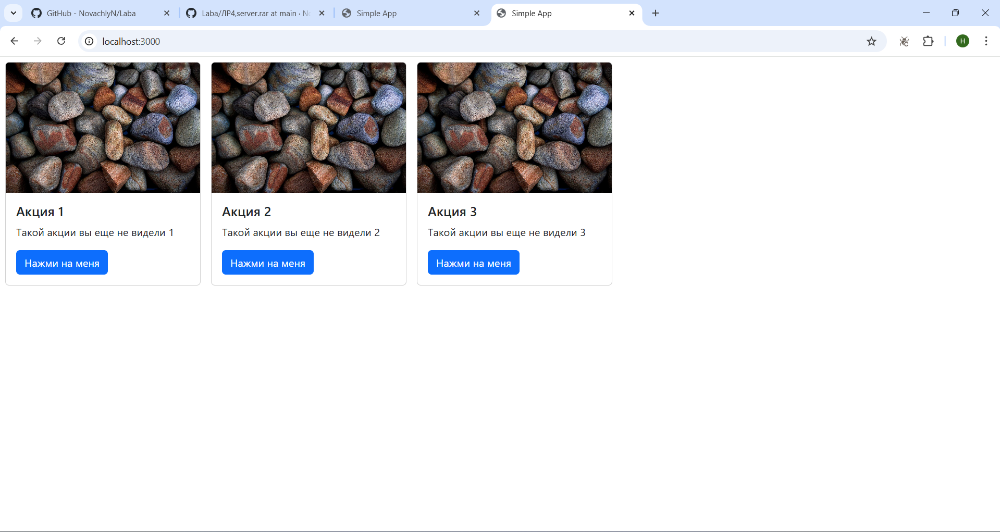 GitHub - NovachlyN/Laba
Laba/ЛР4,server.rar at main · No
Simple App
Simple App
localhost:3000
H
Акция 1
Такой акции вы еще не видели 1
Нажми на меня
Акция 2
Такой акции вы еще не видели 2
Нажми на меня
Акция 3
Такой акции вы еще не видели 3
Нажми на меня